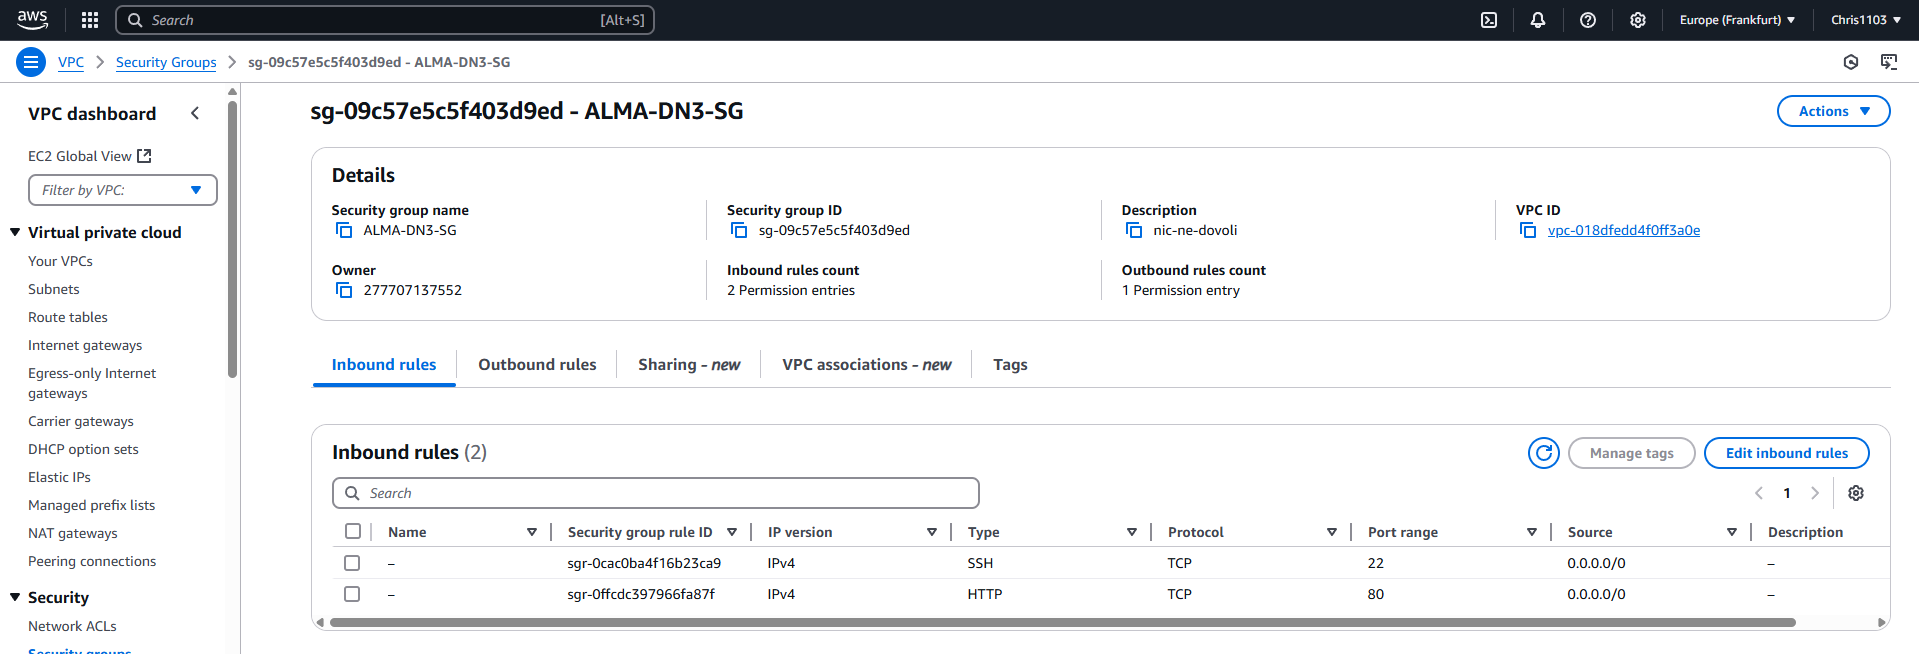 aws Search [Alt+S] Europe (Frankfurt) Chris1103
VPC Security Groups sg-09c57e5c5f403d9ed - ALMA-DN3-SG
VPC dashboard
EC2 Global View
Filter by VPC:
Virtual private cloud
Your VPCs
Subnets
Route tables
Internet gateways
Egress-only Internet
gateways
Carrier gateways
DHCP option sets
Elastic IPs
Managed prefix lists
NAT gateways
Peering connections
Security
Network ACLs
Security groups
sg-09c57e5c5f403d9ed - ALMA-DN3-SG
Actions
Details
Security group name
ALMA-DN3-SG
Security group ID
sg-09c57e5c5f403d9ed
Description
nic-ne-dovoli
VPC ID
vpc-018dfedd4f0ff3a0e
Owner
277707137552
Inbound rules count
2 Permission entries
Outbound rules count
1 Permission entry
Inbound rules Outbound rules Sharing - new VPC associations - new Tags
Inbound rules (2)
Manage tags Edit inbound rules
Search
1
Name Security group rule ID IP version Type Protocol Port range Source Description
– sgr-0cac0ba4f16b23ca9 IPv4 SSH TCP 22 0.0.0.0/0 –
– sgr-0ffcdc397966fa87f IPv4 HTTP TCP 80 0.0.0.0/0 –